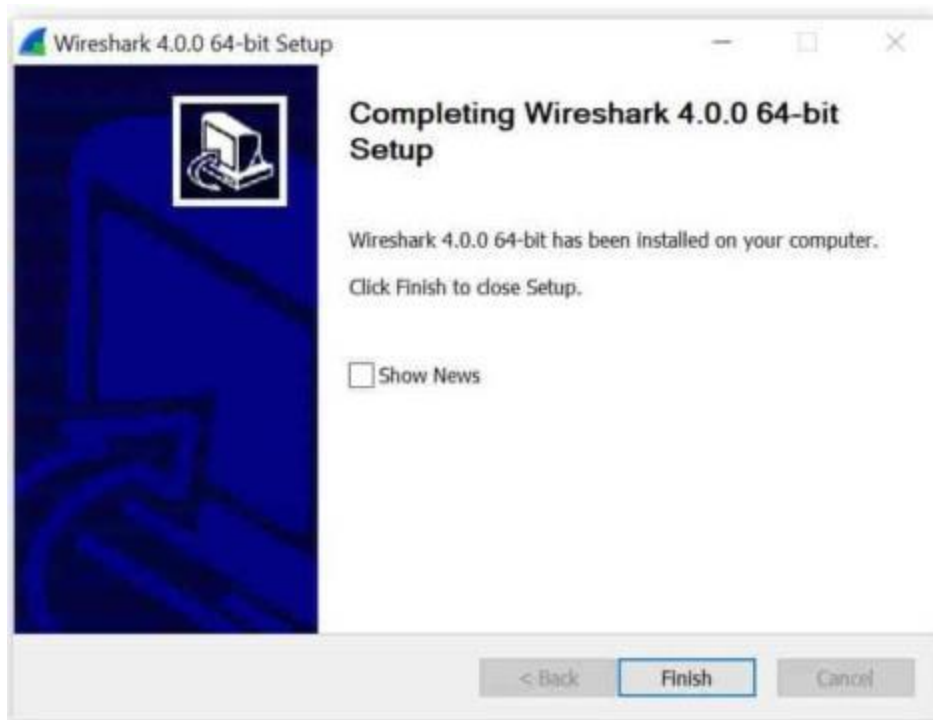 Wireshark 4.0.0 64-bit Setup
Completing Wireshark 4.0.0 64-bit
Setup
Wireshark 4.0.0 64-bit has been installed on your computer.
Click Finish to close Setup.
Show News
< Back
Finish
Cancel